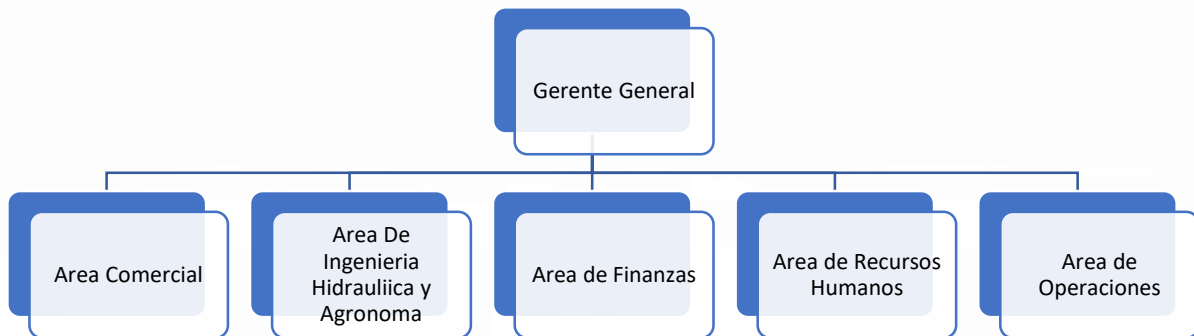 Gerente General
Area Comercial
Area De
Ingenieria
Hidrauliica y
Agronoma
Area de Finanzas
Area de Recursos
Humanos
Area de
Operaciones